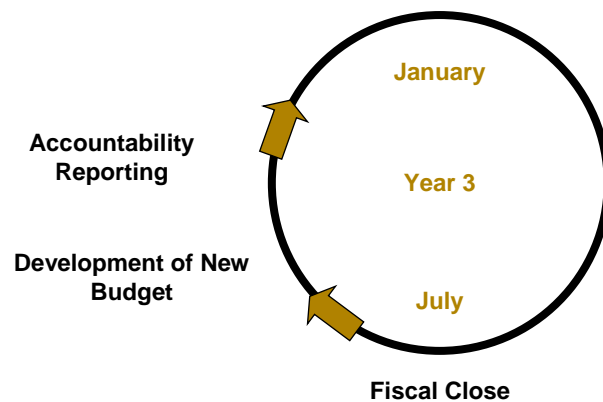 January
Accountability
Reporting
Year 3
Development of New
Budget
July
Fiscal Close